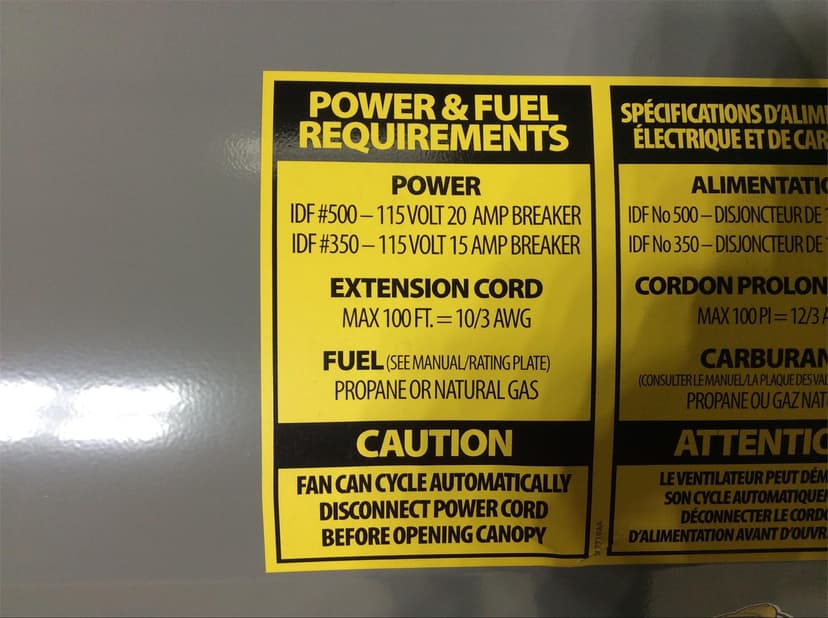 POWER & FUEL
REQUIREMENTS
POWER
IDF #500 – 115 VOLT 20 AMP BREAKER
IDF #350 – 115 VOLT 15 AMP BREAKER
EXTENSION CORD
MAX 100 FT. = 10/3 AWG
FUEL (SEE MANUAL/RATING PLATE)
PROPANE OR NATURAL GAS
CAUTION
FAN CAN CYCLE AUTOMATICALLY
DISCONNECT POWER CORD
BEFORE OPENING CANOPY
SPÉCIFICATIONS D'ALIM
ÉLECTRIQUE ET DE CAR
ALIMENTATIO
IDF No 500 – DISJONCTEUR DE
IDF No 350 – DISJONCTEUR DE
CORDON PROLON
MAX 100 PI = 12/3
CARBURAN
(CONSULTER LE MANUEL/LA PLAQUE DES VAL
PROPANE OU GAZ NAT
ATTENTIO
LE VENTILATEUR PEUT DÉM
SON CYCLE AUTOMATIQUE
DÉCONNECTER LE CORD
D'ALIMENTATION AVANT D'OUVR